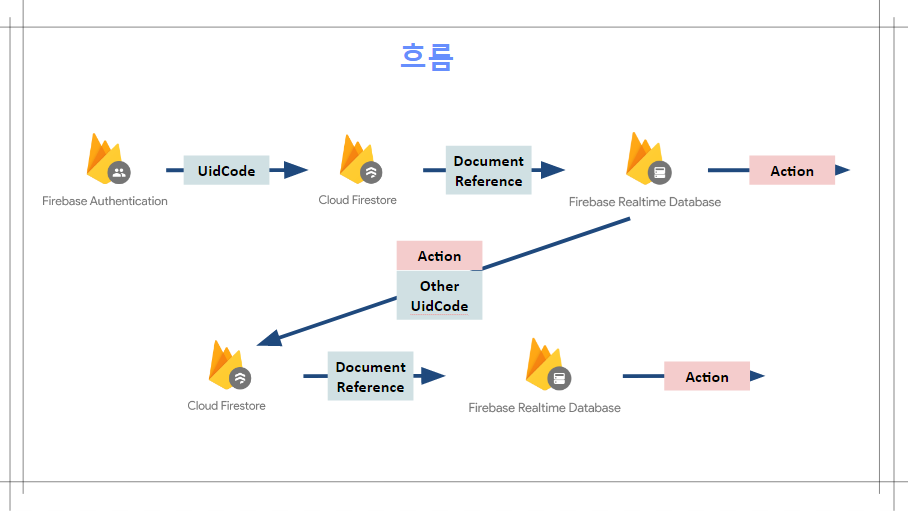 흐름
UidCode
Document
Reference
Action
Firebase Authentication
Cloud Firestore
Firebase Realtime Database
Action
Other
UidCode
Document
Reference
Action
Cloud Firestore
Firebase Realtime Database